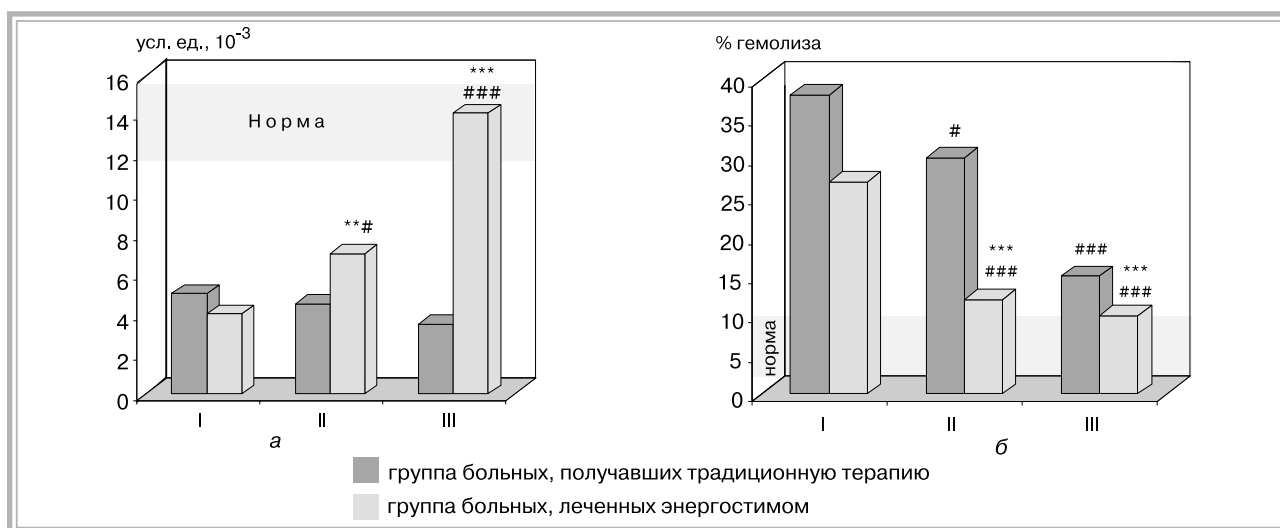 усл. ед., 10⁻³
16
14
12
10
8
6
4
2
0
Норма
**#
***
###
I
II
III
а
% гемолиза
40
35
30
25
20
15
10
5
0
норма
#
***
###
###
***
###
I
II
III
б
группа больных, получавших традиционную терапию
группа больных, леченных энергостимом